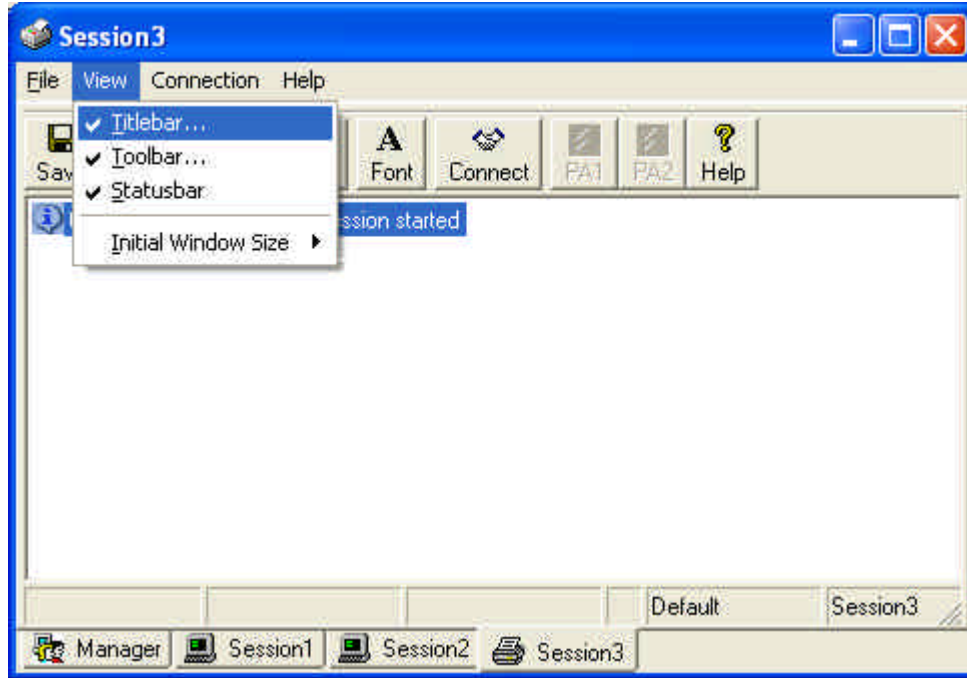 Session3
File View Connection Help
Titlebar...
Toolbar...
Statusbar
Initial Window Size
Font Connect PA1 PA2 Help
started
Default Session3
Manager Session1 Session2 Session3